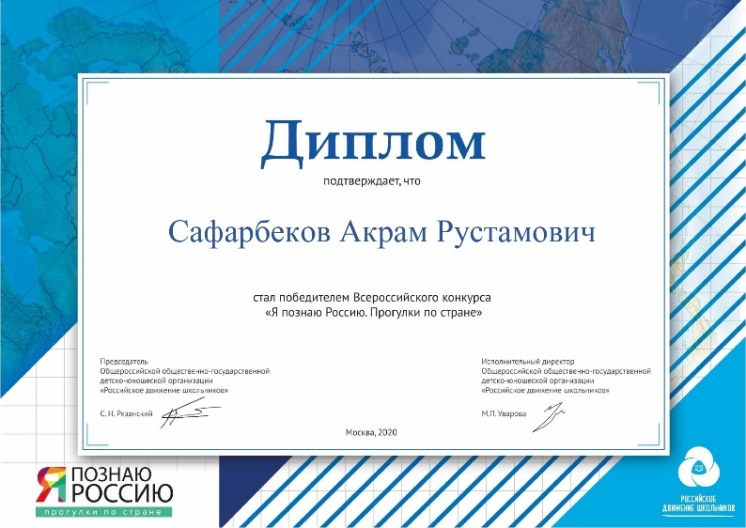 Диплом
подтверждает, что
Сафарбеков Акрам Рустамович
стал победителем Всероссийского конкурса
«Я познаю Россию. Прогулки по стране»
Председатель
Общероссийской общественно-государственной
детско-юношеской организации
«Российское движение школьников»
С. Н. Рязанский
Исполнительный директор
Общероссийской общественно-государственной
детско-юношеской организации
«Российское движение школьников»
М.П. Уварова
Москва, 2020
Я ПОЗНАЮ
РОССИЮ
прогулки по стране
РОССИЙСКОЕ
ДВИЖЕНИЕ ШКОЛЬНИКОВ